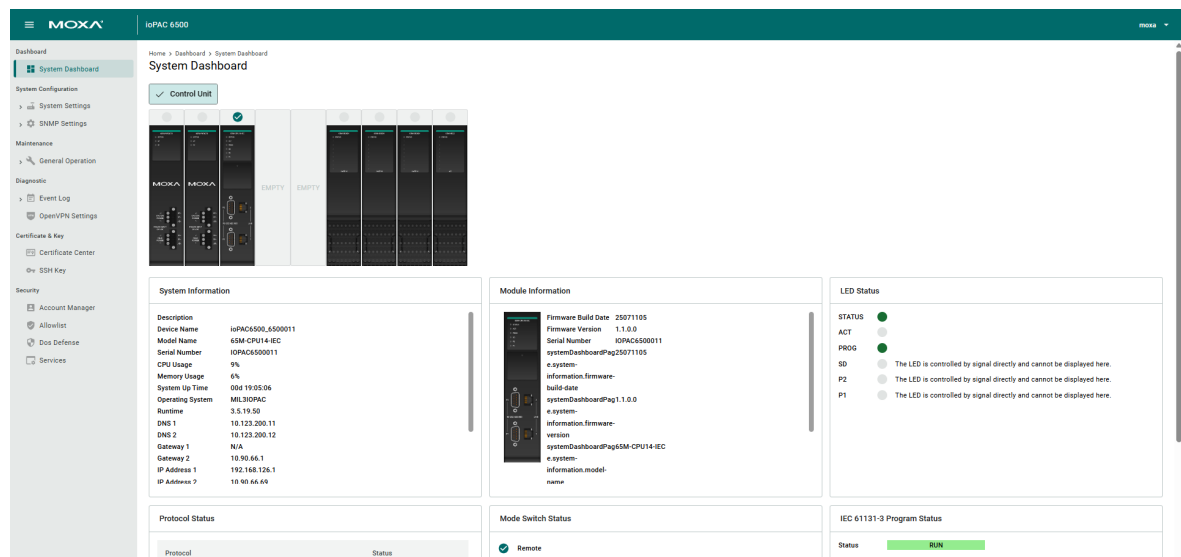 MOXA
ioPAC 6500
moxa
Dashboard
System Dashboard
System Configuration
System Settings
SNMP Settings
Maintenance
General Operation
Diagnostic
Event Log
OpenVPN Settings
Certificate & Key
Certificate Center
SSH Key
Security
Account Manager
Allowlist
Dos Defense
Services
Home > Dashboard > System Dashboard
System Dashboard
Control Unit
MOXA MOXA EMPTY EMPTY
System Information
Description
Device Name ioPAC6500_6500011
Model Name 65M-CPU14-IEC
Serial Number IOPAC6500011
CPU Usage 9%
Memory Usage 6%
System Up Time 00d 19:05:06
Operating System MIL3IOPAC
Runtime 3.5.19.50
DNS 1 10.123.200.11
DNS 2 10.123.200.12
Gateway 1 N/A
Gateway 2 10.90.66.1
IP Address 1 192.168.126.1
IP Address 2 10.90.66.69
Module Information
Firmware Build Date 25071105
Firmware Version 1.1.0.0
Serial Number IOPAC6500011
systemDashboardPag25071105
e.system-
information.firmware-
build-date
systemDashboardPag1.1.0.0
e.system-
information.firmware-
version
systemDashboardPag65M-CPU14-IEC
e.system-
information.model-
name
LED Status
STATUS
ACT
PROG
SD The LED is controlled by signal directly and cannot be displayed here.
P2 The LED is controlled by signal directly and cannot be displayed here.
P1 The LED is controlled by signal directly and cannot be displayed here.
Protocol Status
Protocol Status
Mode Switch Status
Remote
IEC 61131-3 Program Status
Status RUN